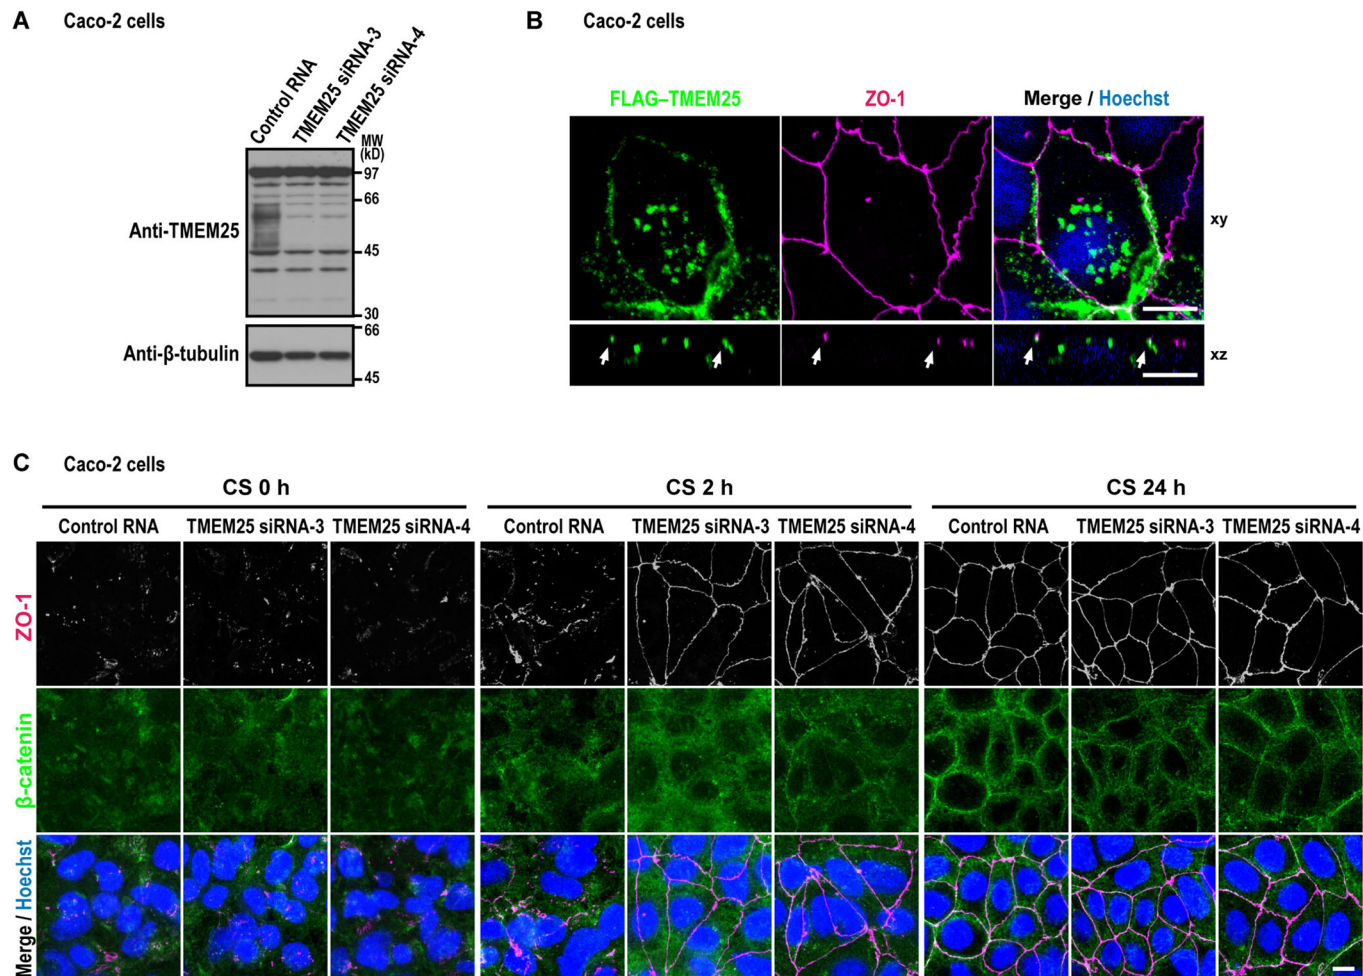 A Caco-2 cells
Control RNA
TMEM25 siRNA-3
TMEM25 siRNA-4
MW
(kD)
97
66
Anti-TMEM25
45
30
66
Anti-β-tubulin
45
B Caco-2 cells
FLAG–TMEM25 ZO-1 Merge / Hoechst
xy
xz
C Caco-2 cells
CS 0 h CS 2 h CS 24 h
Control RNA TMEM25 siRNA-3 TMEM25 siRNA-4 Control RNA TMEM25 siRNA-3 TMEM25 siRNA-4 Control RNA TMEM25 siRNA-3 TMEM25 siRNA-4
ZO-1
β-catenin
Merge / Hoechst